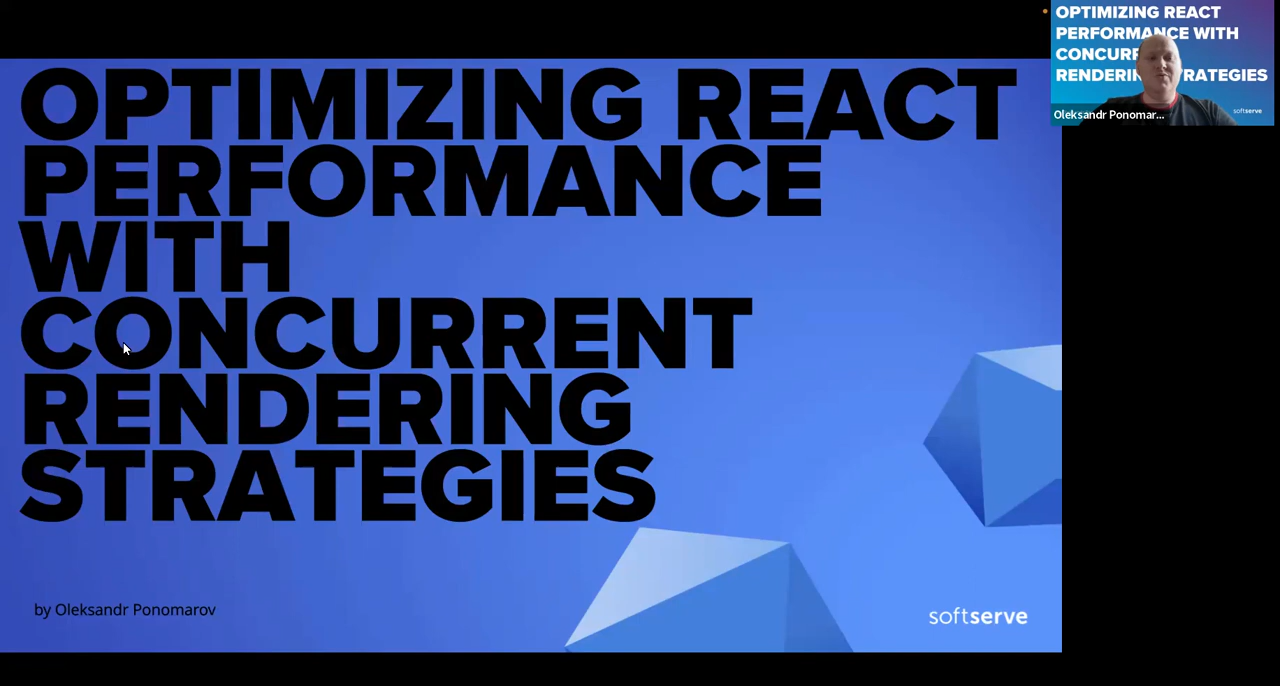 OPTIMIZING REACT
PERFORMANCE
WITH
CONCURRENT
RENDERING
STRATEGIES
by Oleksandr Ponomarov
softserve
OPTIMIZING REACT
PERFORMANCE WITH
CONCUR
RENDERIN TRATEGIES
softserve
Oleksandr Ponomar...